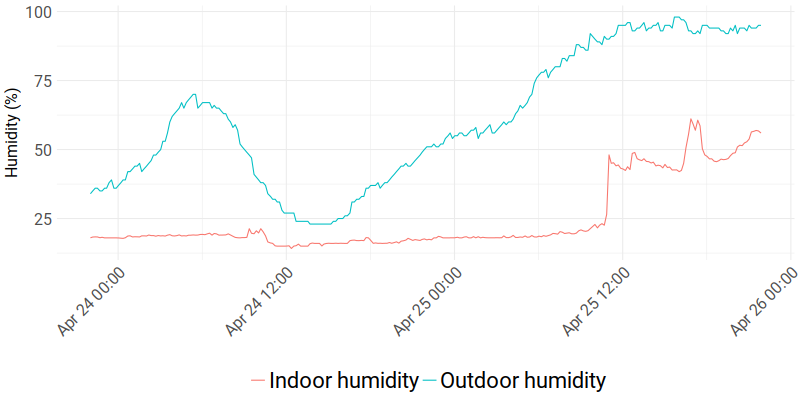 100
75
50
25
Humidity (%)
Apr 24 00:00
Apr 24 12:00
Apr 25 00:00
Apr 25 12:00
Apr 26 00:00
Indoor humidity
Outdoor humidity